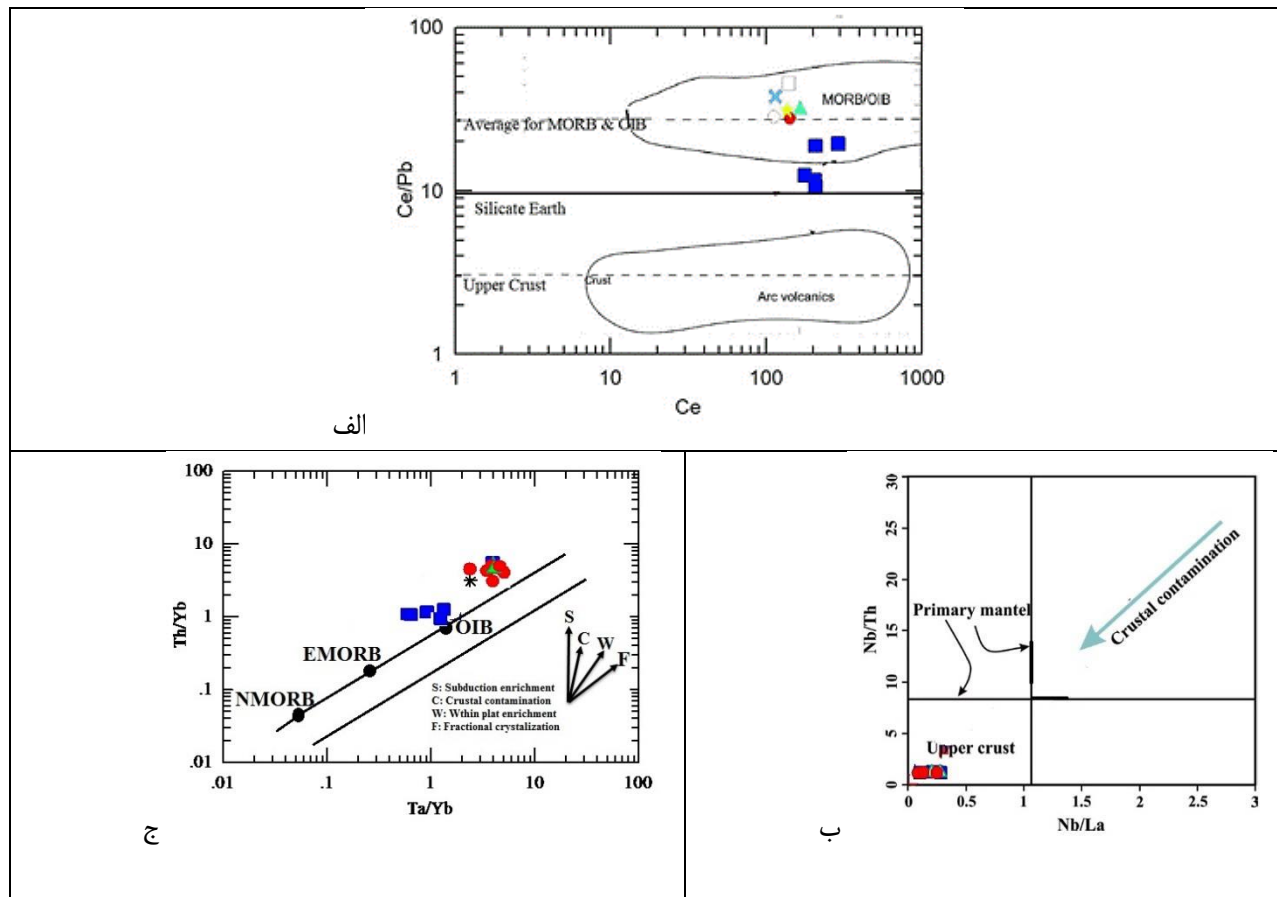 100
10
1
Ce/Pb
MORB/OIB
Average for MORB & OIB
Silicate Earth
Upper Crust
Crust
Arc volcanics
1 10 100 1000
Ce
الف
100
10
1
.1
.01
Th/Yb
OIB
EMORB
NMORB
S
C
W
F
S: Subduction enrichment
C: Crustal contamination
W: Wthin plat enrichment
F: Fractional crystalization
.01 .1 1 10 100
Ta/Yb
ج
30
25
20
15
10
5
0
Nb/Th
Crustal contamination
Primary mantel
Upper crust
0 0.5 1 1.5 2 2.5 3
Nb/La
ب